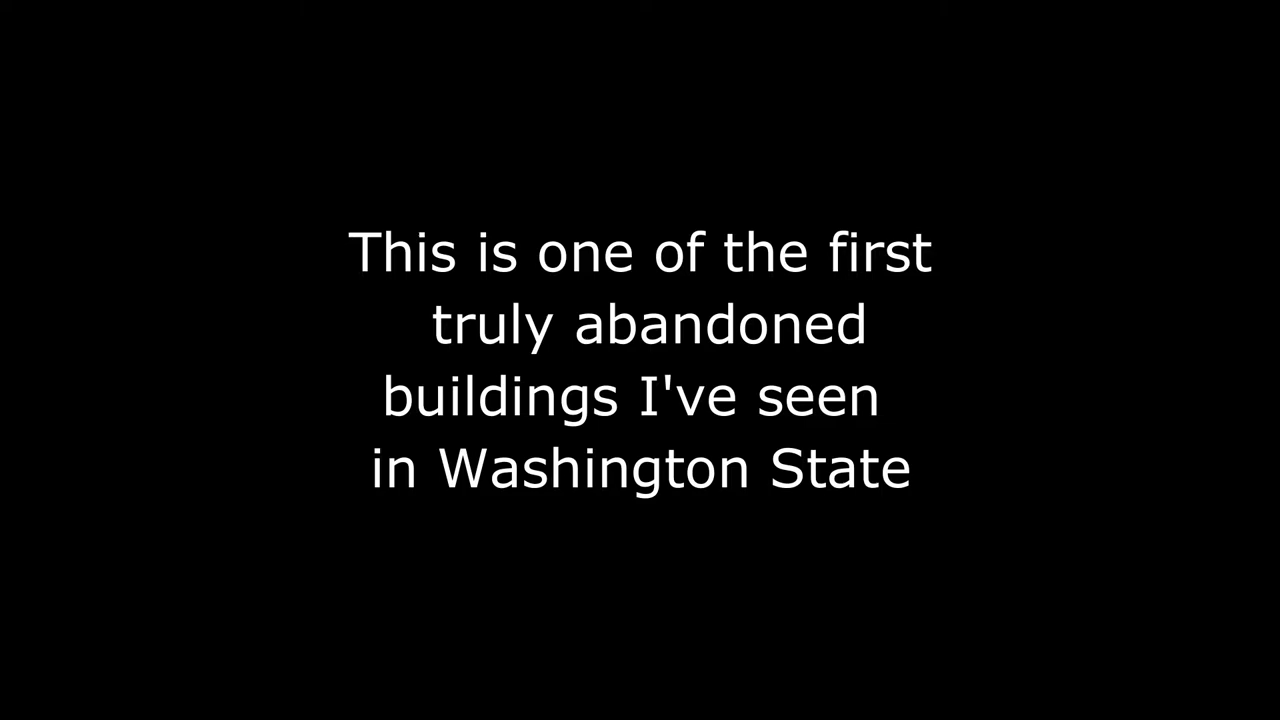 This is one of the first
truly abandoned
buildings I've seen
in Washington State